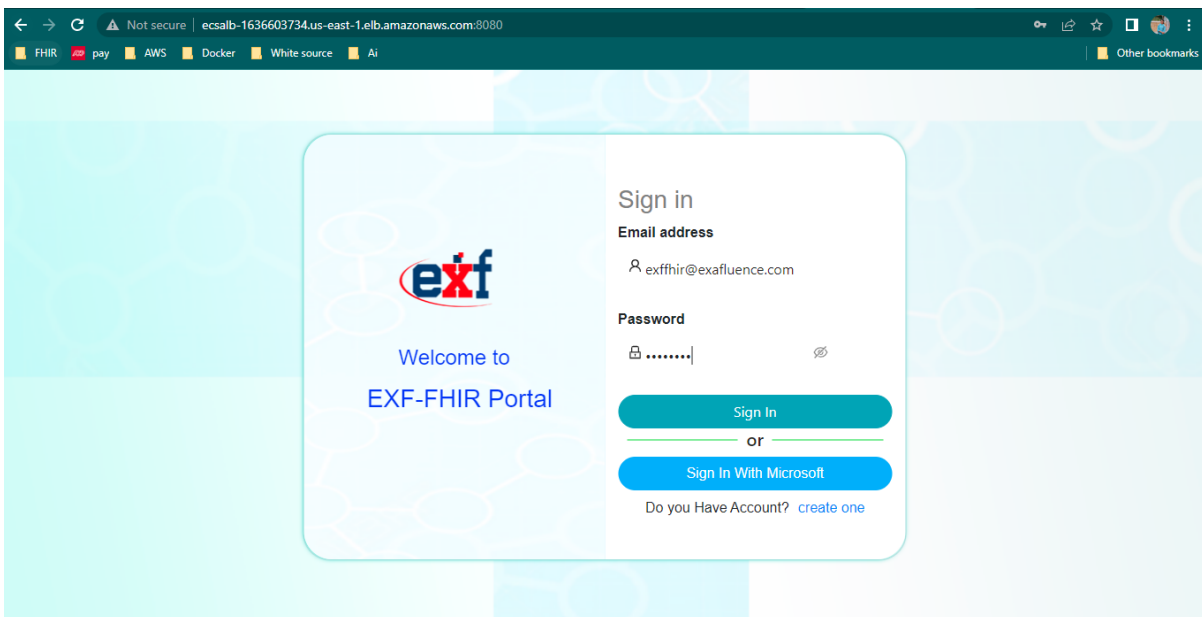 Not secure | ecsalb-1636603734.us-east-1.elb.amazonaws.com:8080
FHIR pay AWS Docker White source Ai Other bookmarks
Sign in
Email address
exffhir@exafluence.com
Password
••••••••
exf
Welcome to
EXF-FHIR Portal
Sign In
or
Sign In With Microsoft
Do you Have Account? create one